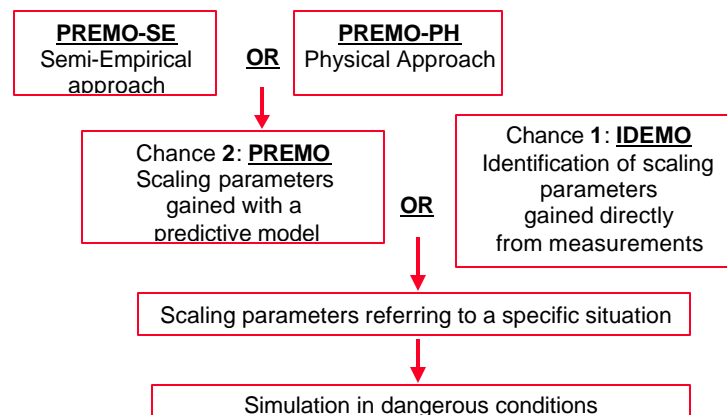 PREMO-SE
Semi-Empirical
approach
OR
PREMO-PH
Physical Approach
Chance 2: PREMO
Scaling parameters
gained with a
predictive model
OR
Chance 1: IDEMO
Identification of scaling
parameters
gained directly
from measurements
Scaling parameters referring to a specific situation
Simulation in dangerous conditions